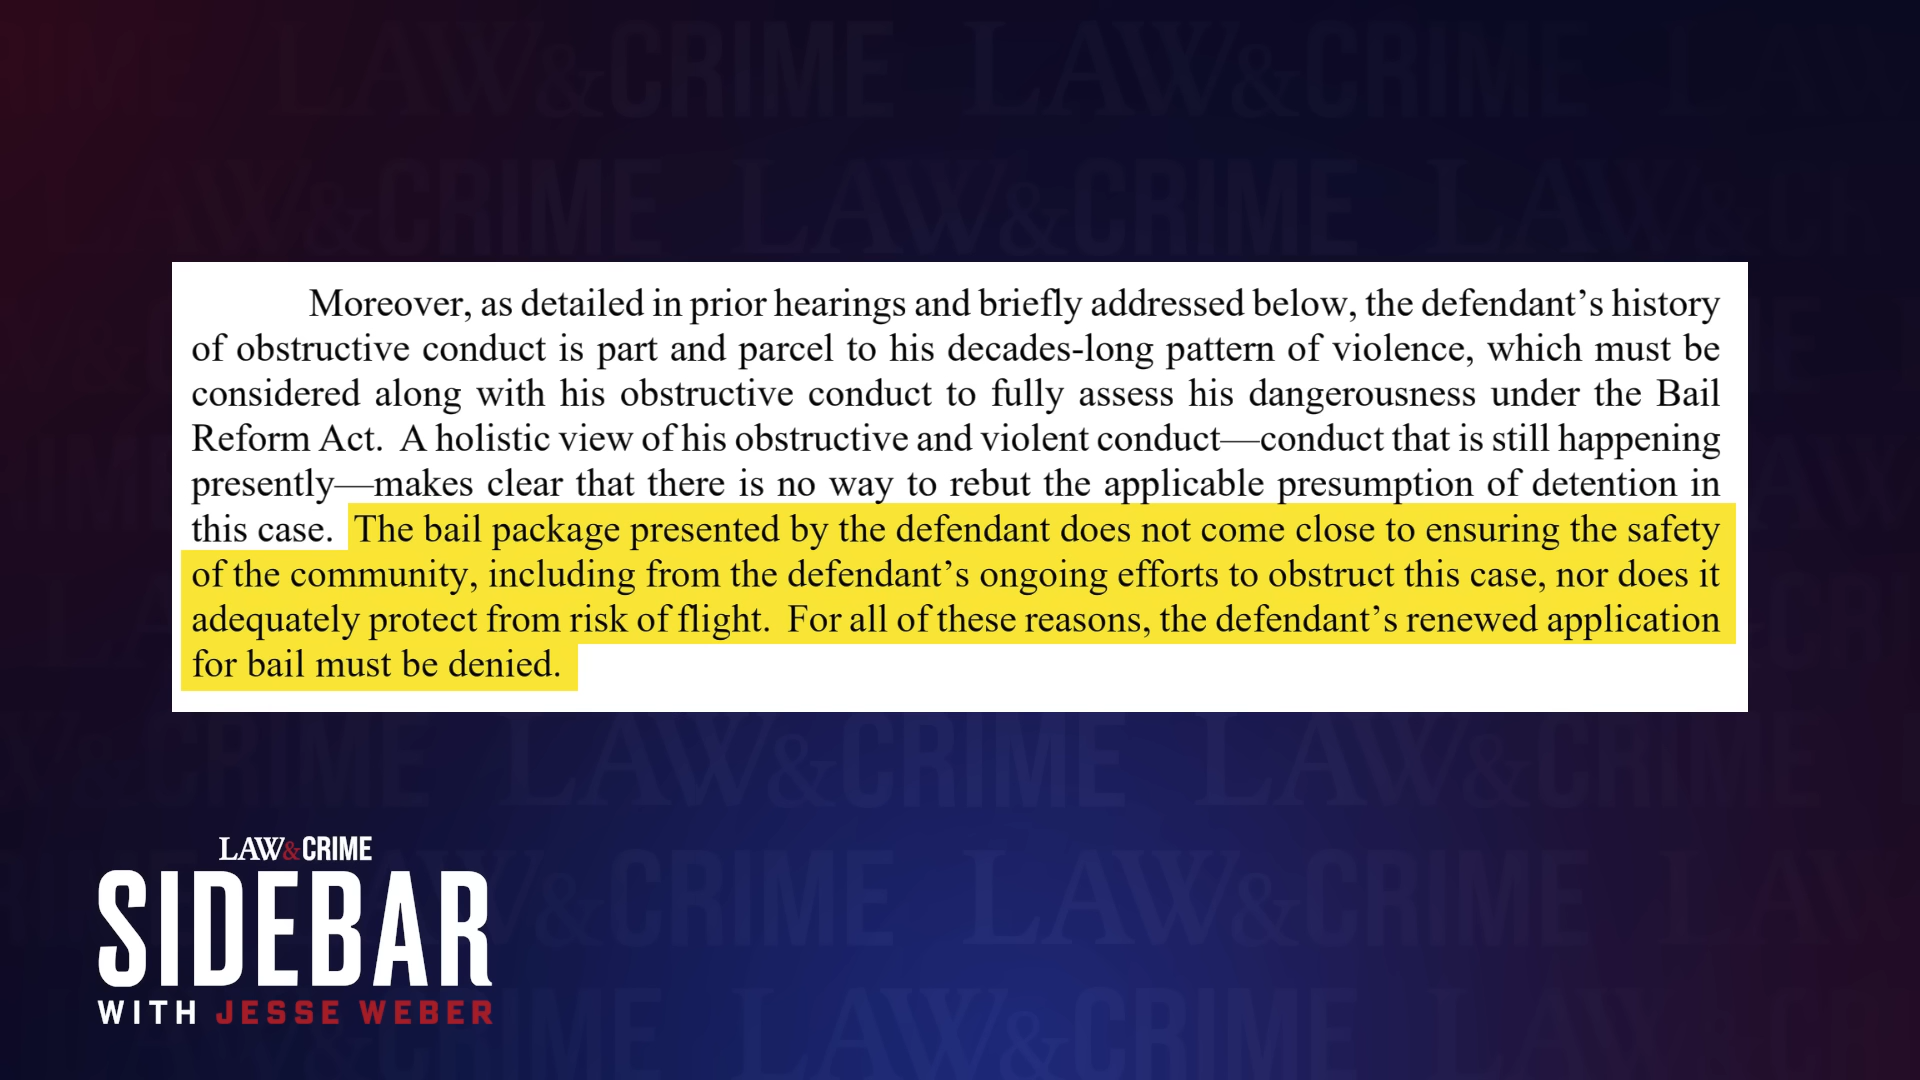 Moreover, as detailed in prior hearings and briefly addressed below, the defendant’s history
of obstructive conduct is part and parcel to his decades-long pattern of violence, which must be
considered along with his obstructive conduct to fully assess his dangerousness under the Bail
Reform Act.  A holistic view of his obstructive and violent conduct—conduct that is still happening
presently—makes clear that there is no way to rebut the applicable presumption of detention in
this case.  The bail package presented by the defendant does not come close to ensuring the safety
of the community, including from the defendant’s ongoing efforts to obstruct this case, nor does it
adequately protect from risk of flight.  For all of these reasons, the defendant’s renewed application
for bail must be denied.
LAW&CRIME
SIDEBAR
WITH JESSE WEBER